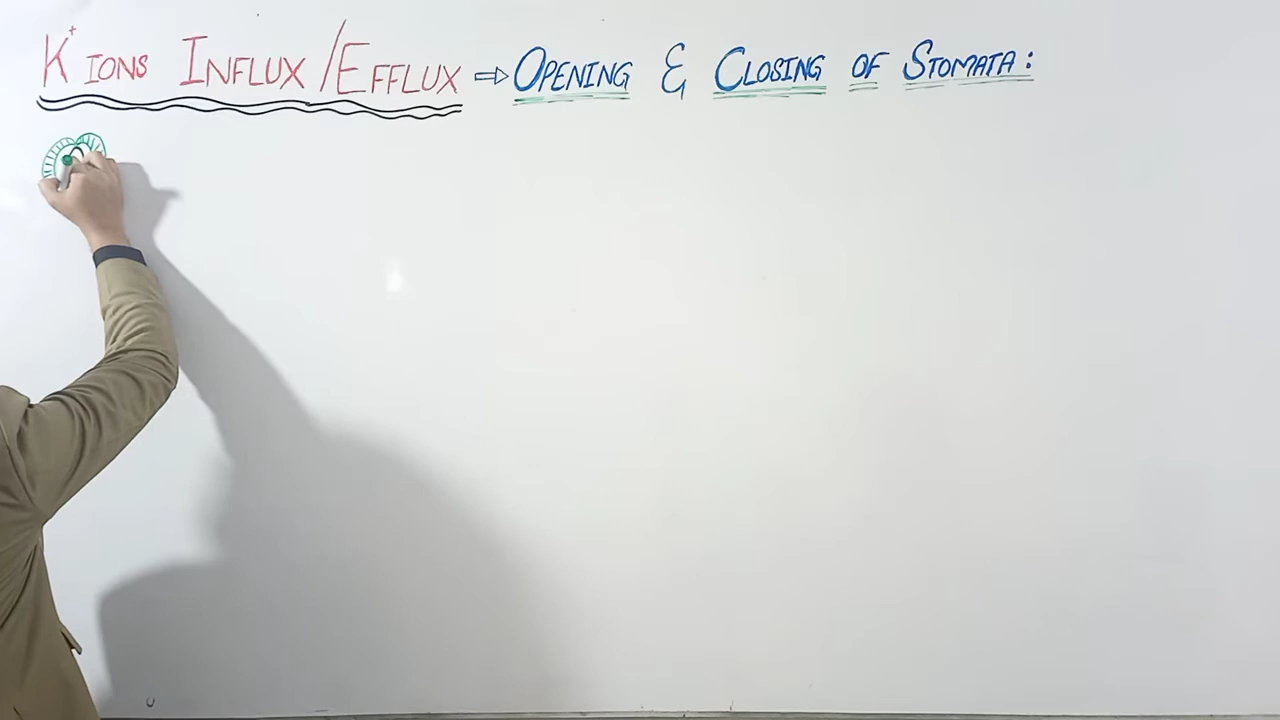 K⁺ IONS INFLUX/EFFLUX ⇒ OPENING & CLOSING OF STOMATA: